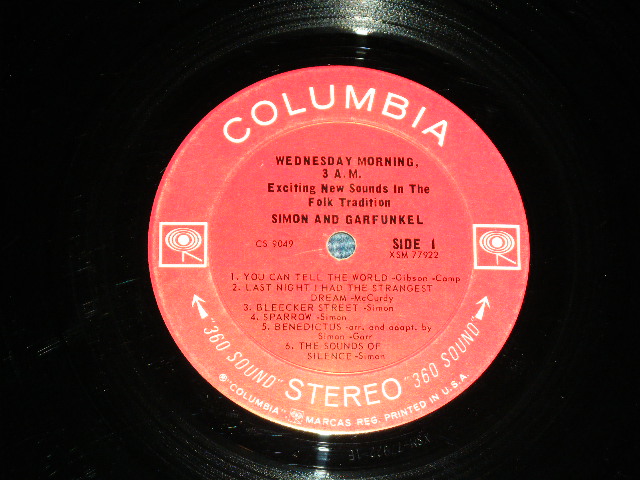 COLUMBIA
WEDNESDAY MORNING,
3 A.M.
Exciting New Sounds In The
Folk Tradition
SIMON AND GARFUNKEL
CS 9049
SIDE 1
XSM 77922
1. YOU CAN TELL THE WORLD -Gibson -Camp
2. LAST NIGHT I HAD THE STRANGEST
DREAM -McCurdy
3. BLEECKER STREET -Simon
4. SPARROW -Simon
5. BENEDICTUS -arr. and adapt. by
Simon -Garr
6. THE SOUNDS OF
SILENCE -Simon
"360 SOUND" STEREO "360 SOUND"
® "COLUMBIA" MARCAS REG. PRINTED IN U.S.A.